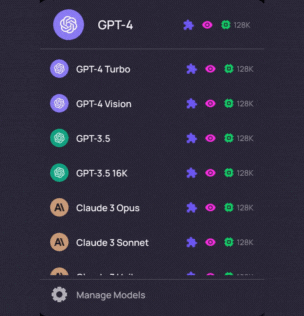 GPT-4 128K
GPT-4 Turbo 128K
GPT-4 Vision 128K
GPT-3.5 128K
GPT-3.5 16K 128K
Claude 3 Opus 128K
Claude 3 Sonnet 128K
Manage Models